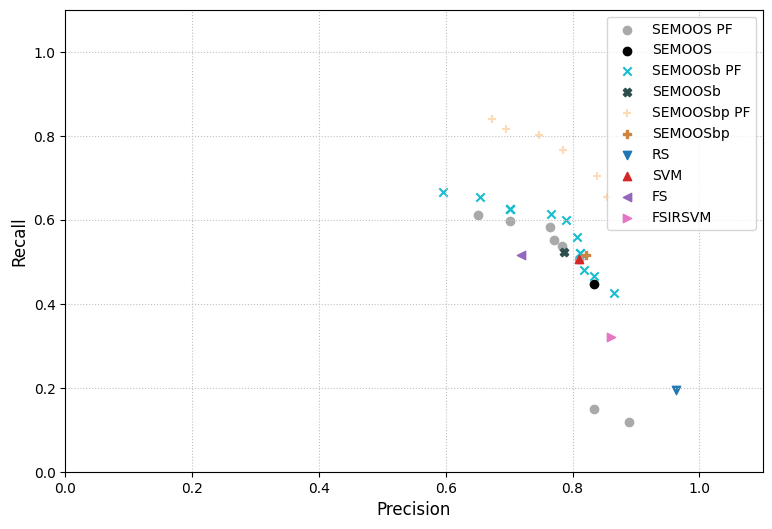 SEMOOS PF
SEMOOS
SEMOOSb PF
SEMOOSb
SEMOOSbp PF
SEMOOSbp
RS
SVM
FS
FSIRSVM
1.0
0.8
0.6
0.4
0.2
0.0
Recall
0.0 0.2 0.4 0.6 0.8 1.0
Precision